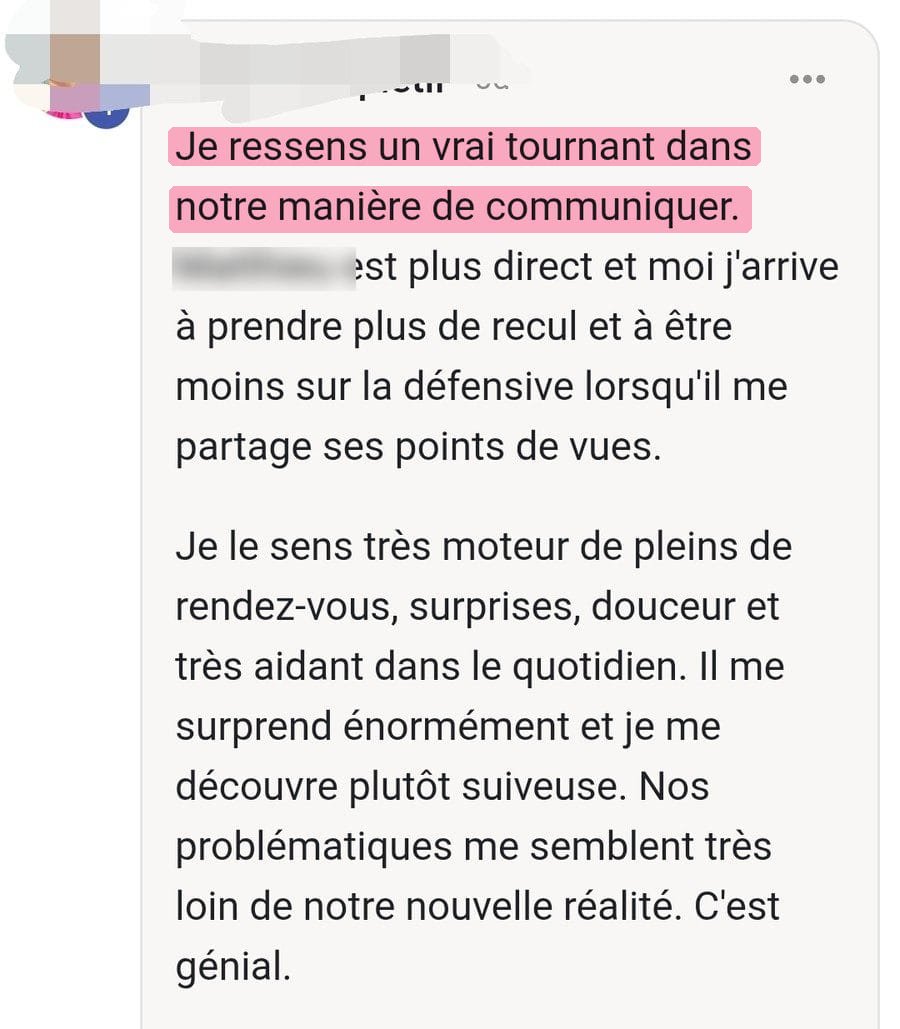 Je ressens un vrai tournant dans
notre manière de communiquer.
est plus direct et moi j'arrive
à prendre plus de recul et à être
moins sur la défensive lorsqu'il me
partage ses points de vues.
Je le sens très moteur de pleins de
rendez-vous, surprises, douceur et
très aidant dans le quotidien. Il me
surprend énormément et je me
découvre plutôt suiveuse. Nos
problématiques me semblent très
loin de notre nouvelle réalité. C'est
génial.